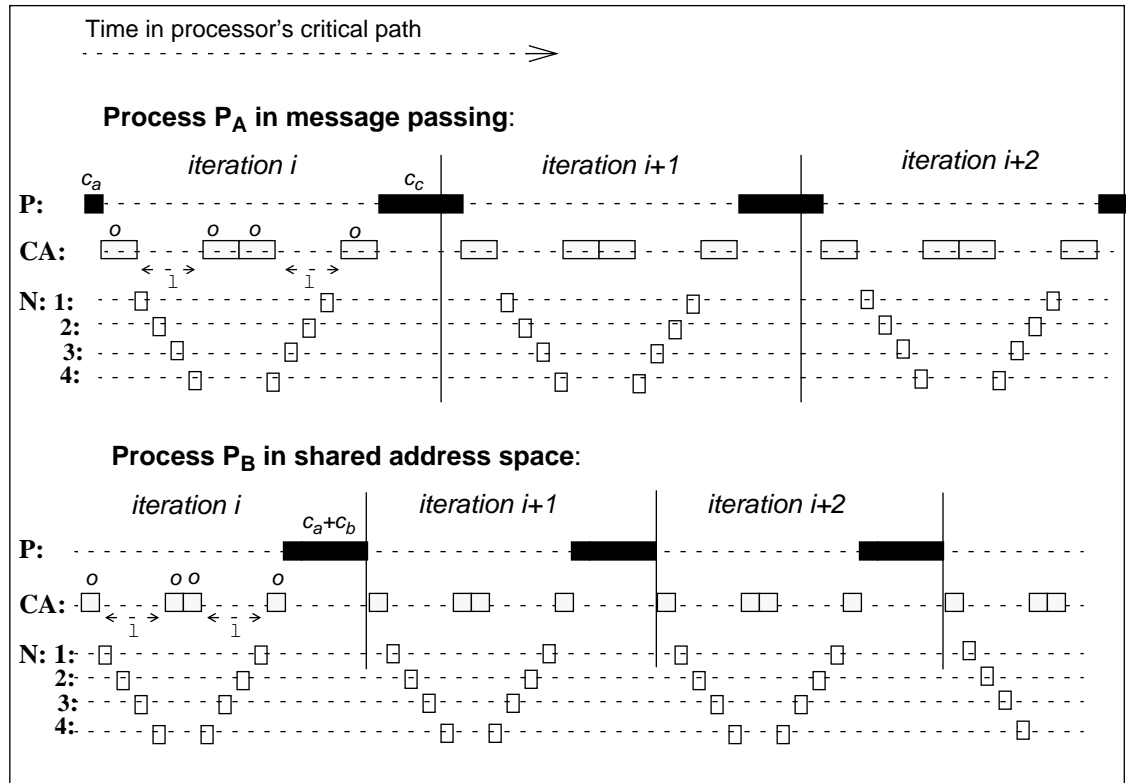 Time in processor's critical path
Process PA in message passing:
iteration i
iteration i+1
iteration i+2
ca
cc
P:
o
o
o
o
CA:
l
l
N: 1:
2:
3:
4:
Process PB in shared address space:
iteration i
iteration i+1
iteration i+2
ca+cb
P:
o
o
o
o
CA:
l
l
N: 1:
2:
3:
4: